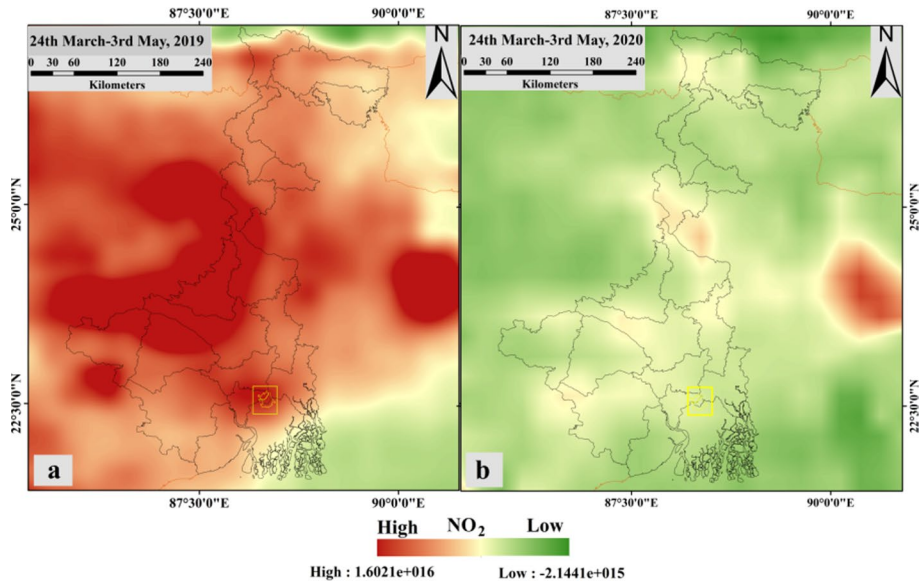 87°30'0"E 90°0'0"E 87°30'0"E 90°0'0"E
24th March-3rd May, 2019
0 30 60 120 180 240
Kilometers
N
24th March-3rd May, 2020
0 30 60 120 180 240
Kilometers
N
25°0'0"N
22°30'0"N
25°0'0"N
22°30'0"N
a
b
87°30'0"E 90°0'0"E 87°30'0"E 90°0'0"E
High NO₂ Low
High : 1.6021e+016 Low : -2.1441e+015